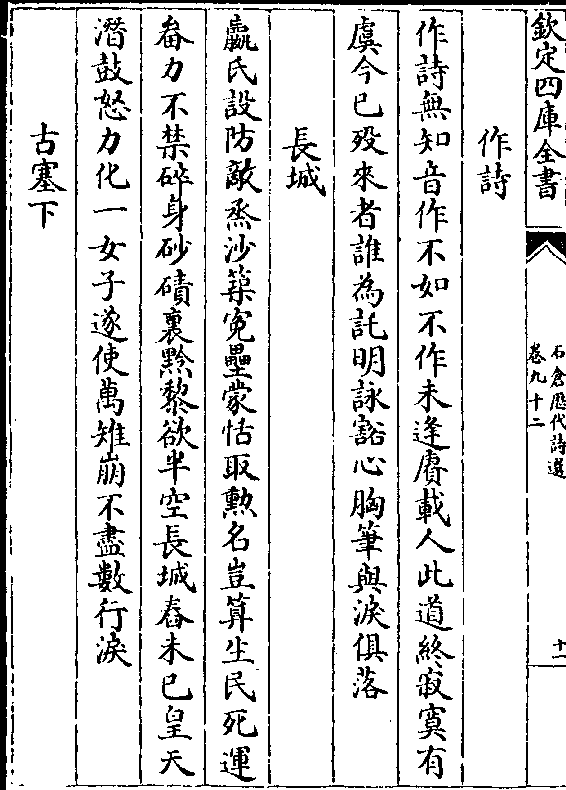 欽定四庫全書
石倉歷代詩選
卷九十二
十一
作詩
作詩無知音作不如不作未逢賡載人此道終寂寞有
虞今已歿來者誰為託明詠豁心胸筆與淚俱落
長城
嬴氏設防敵烝沙築冤壘蒙恬取勲名豈算生民死運
畚力不禁碎身砂磧裏黔黎欲半空長城舂未已皇天
潛鼓怒力化一女子遂使萬雉崩不盡數行淚
古塞下